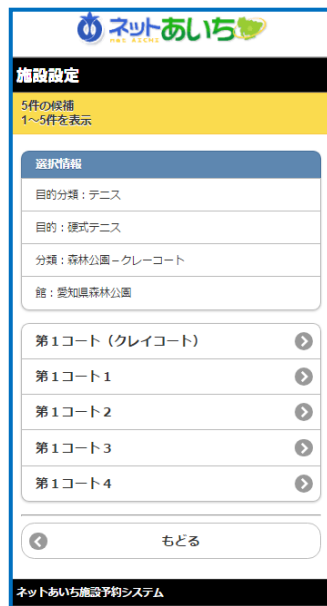 ネットあいち
net AICHI
施設設定
5件の候補
1～5件を表示
選択情報
目的分類：テニス
目的：硬式テニス
分類：森林公園－クレーコート
館：愛知県森林公園
第１コート（クレイコート）
第１コート１
第１コート２
第１コート３
第１コート４
もどる
ネットあいち施設予約システム